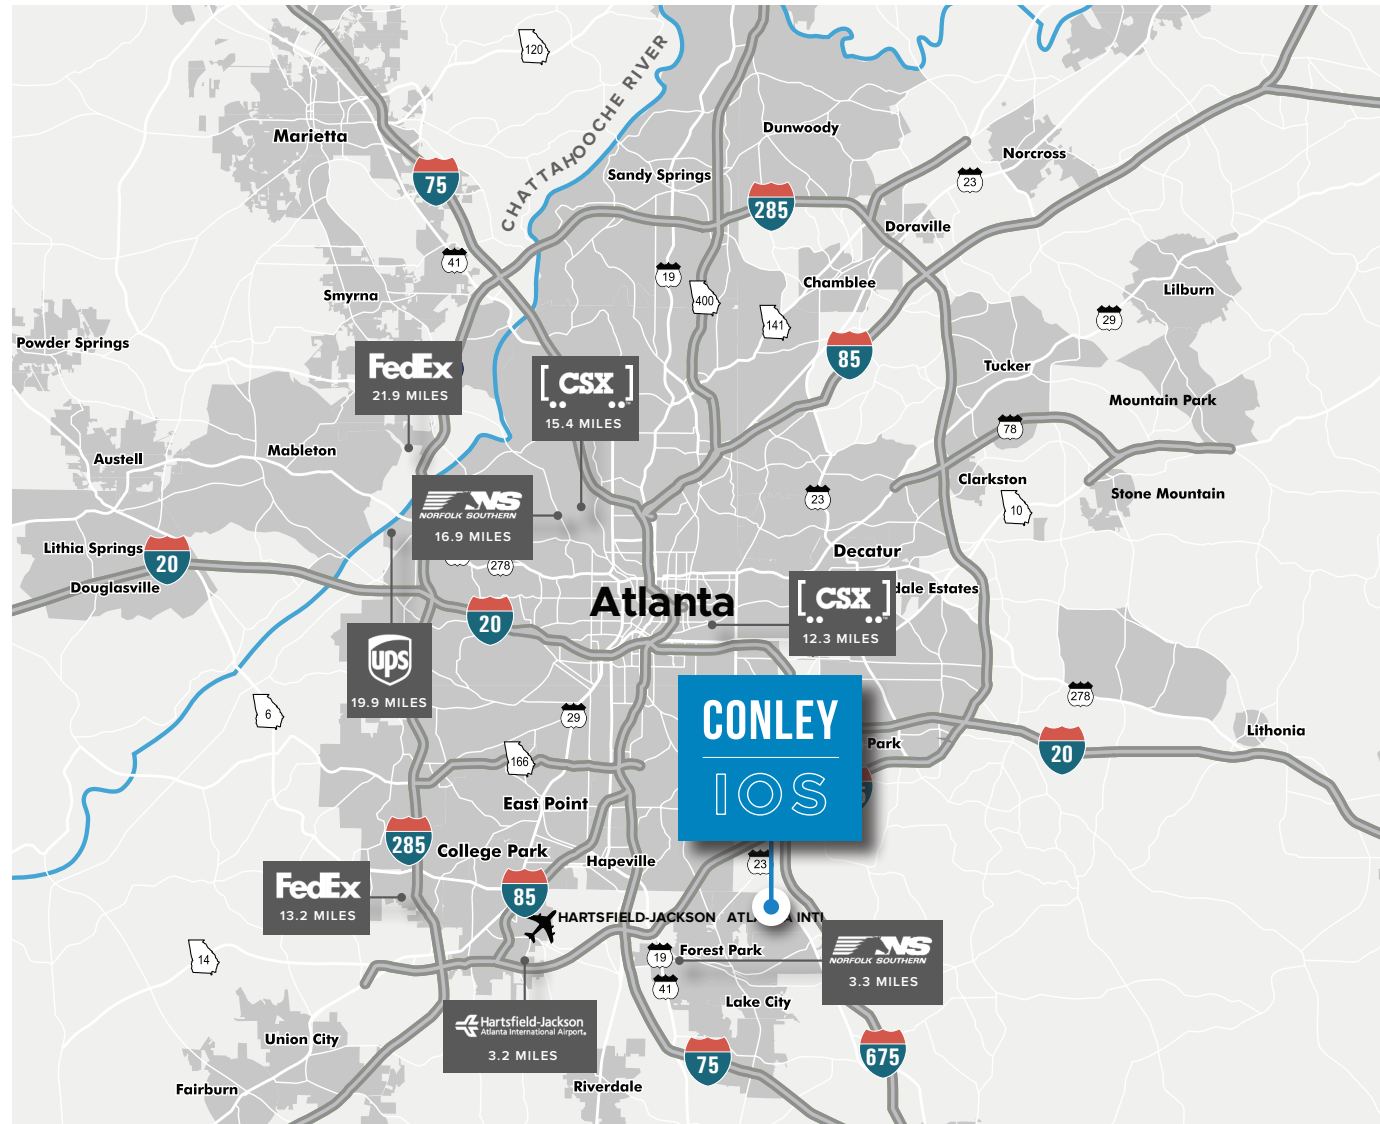 120
CHATTAHOOCHE RIVER
Marietta
Dunwoody
Norcross
Sandy Springs
75
23
285
Doraville
41
19
Chamblee
Lilburn
Smyrna
400
141
29
Powder Springs
85
FedEx
21.9 MILES
CSX
15.4 MILES
Tucker
Mountain Park
78
Mableton
Austell
Clarkston
Stone Mountain
NS
NORFOLK SOUTHERN
16.9 MILES
23
10
Lithia Springs
20
278
Decatur
Douglasville
Atlanta
CSX
12.3 MILES
dale Estates
20
ups
19.9 MILES
6
29
278
CONLEY
IOS
Lithonia
Park
20
166
East Point
285
College Park
Hapeville
23
FedEx
13.2 MILES
85
HARTSFIELD-JACKSON ATLA A INTL
14
19
Forest Park
NS
NORFOLK SOUTHERN
3.3 MILES
41
Lake City
Hartsfield-Jackson
Atlanta International Airport
3.2 MILES
Union City
75
675
Fairburn
Riverdale